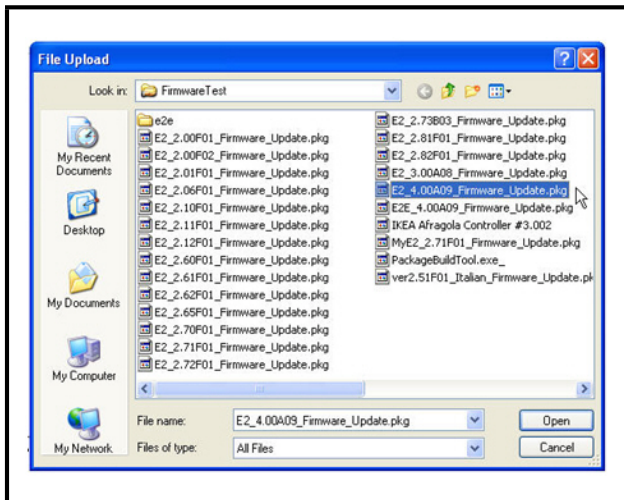 File Upload
Look in: FirmwareTest
My Recent Documents
Desktop
My Documents
My Computer
My Network
e2e
E2_2.00F01_Firmware_Update.pkg
E2_2.00F02_Firmware_Update.pkg
E2_2.01F01_Firmware_Update.pkg
E2_2.06F01_Firmware_Update.pkg
E2_2.10F01_Firmware_Update.pkg
E2_2.11F01_Firmware_Update.pkg
E2_2.12F01_Firmware_Update.pkg
E2_2.60F01_Firmware_Update.pkg
E2_2.61F01_Firmware_Update.pkg
E2_2.62F01_Firmware_Update.pkg
E2_2.65F01_Firmware_Update.pkg
E2_2.70F01_Firmware_Update.pkg
E2_2.71F01_Firmware_Update.pkg
E2_2.72F01_Firmware_Update.pkg
E2_2.73B03_Firmware_Update.pkg
E2_2.81F01_Firmware_Update.pkg
E2_2.82F01_Firmware_Update.pkg
E2_3.00A08_Firmware_Update.pkg
E2_4.00A09_Firmware_Update.pkg
E2E_4.00A09_Firmware_Update.pkg
IKEA Afragola Controller #3.002
MyE2_2.71F01_Firmware_Update.pkg
PackageBuildTool.exe_
ver2.51F01_Italian_Firmware_Update.pk
File name: E2_4.00A09_Firmware_Update.pkg Open
Files of type: All Files Cancel